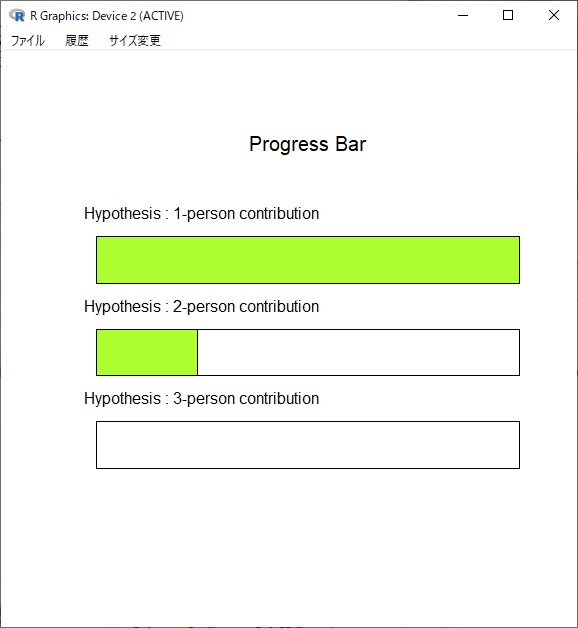 R Graphics: Device 2 (ACTIVE)
ファイル 履歴 サイズ変更
Progress Bar
Hypothesis : 1-person contribution
Hypothesis : 2-person contribution
Hypothesis : 3-person contribution